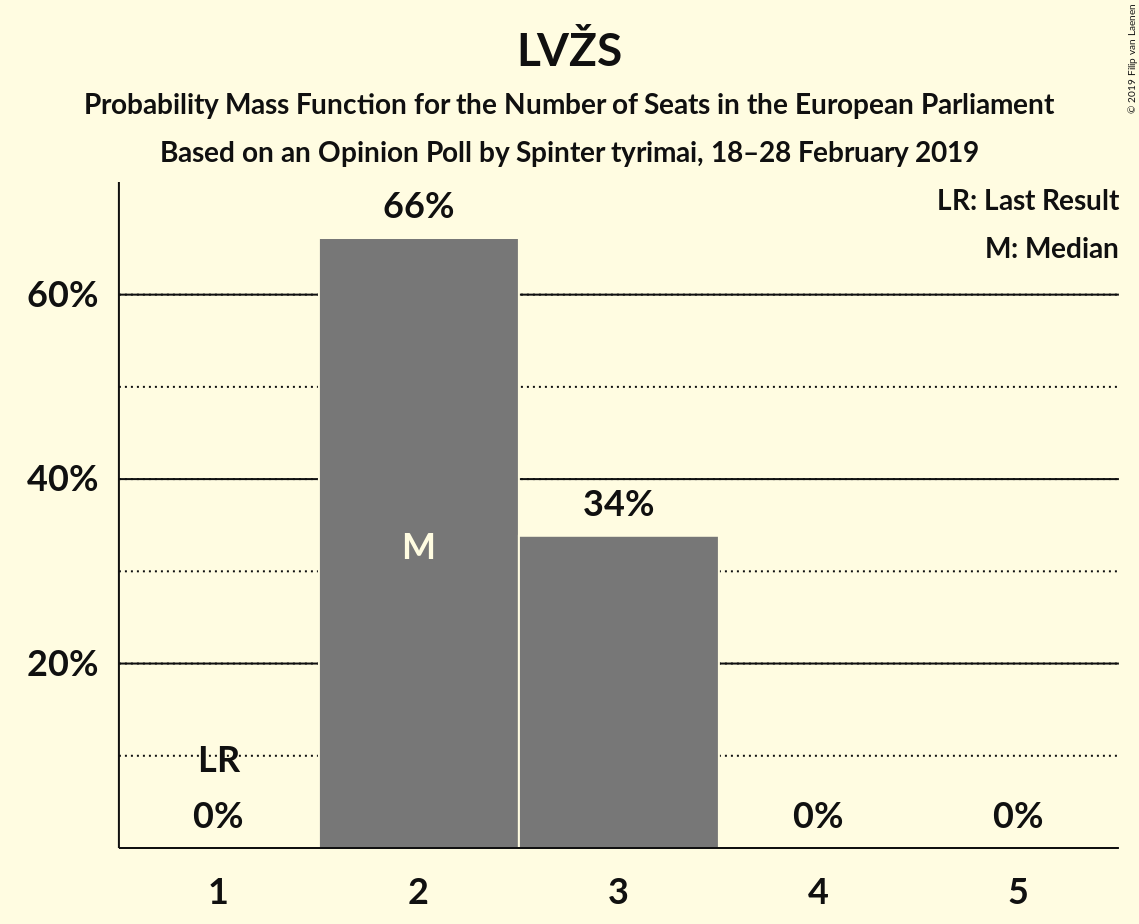 LVŽS
Probability Mass Function for the Number of Seats in the European Parliament
Based on an Opinion Poll by Spinter tyrimai, 18–28 February 2019
© 2019 Filip van Laenen
LR: Last Result
M: Median
66%
60%
40%
34%
M
20%
LR
0%
0%
0%
1
2
3
4
5